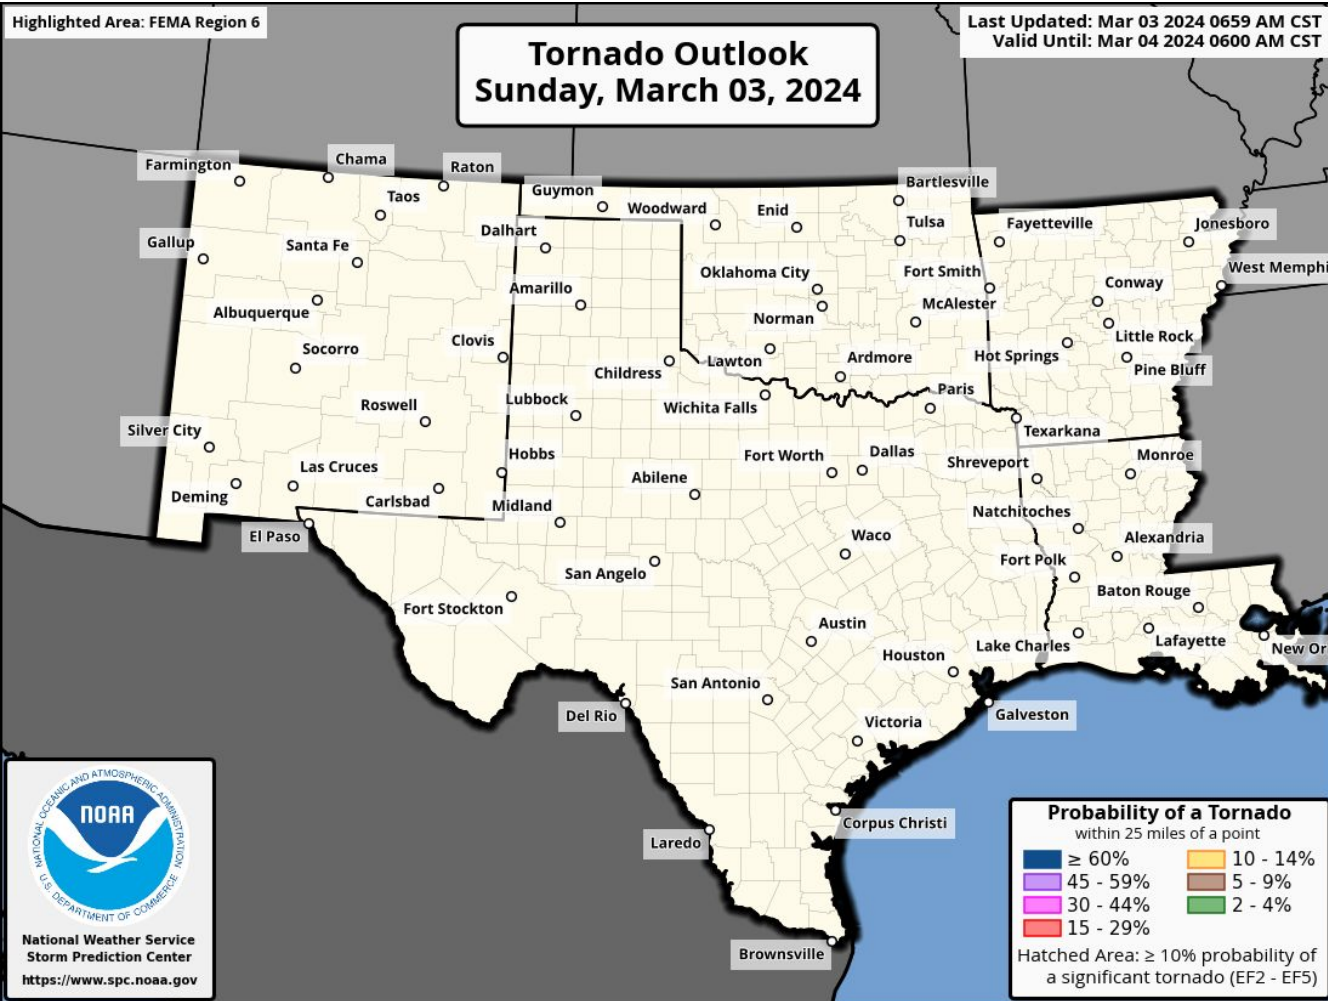 Highlighted Area: FEMA Region 6
Last Updated: Mar 03 2024 0659 AM CST
Valid Until: Mar 04 2024 0600 AM CST
Tornado Outlook
Sunday, March 03, 2024
Farmington
Chama
Raton
Taos
Guymon
Woodward
Enid
Bartlesville
Tulsa
Fayetteville
Jonesboro
Gallup
Santa Fe
Dalhart
Oklahoma City
Fort Smith
West Memphi
Conway
Amarillo
McAlester
Albuquerque
Norman
Little Rock
Socorro
Clovis
Childress
Lawton
Ardmore
Hot Springs
Pine Bluff
Roswell
Lubbock
Wichita Falls
Paris
Silver City
Texarkana
Las Cruces
Hobbs
Fort Worth
Dallas
Shreveport
Monroe
Deming
Carlsbad
Midland
Abilene
Natchitoches
El Paso
Waco
Alexandria
San Angelo
Fort Polk
Fort Stockton
Baton Rouge
Austin
Lake Charles
Lafayette
New Or
Houston
San Antonio
Del Rio
Victoria
Galveston
Laredo
Corpus Christi
Brownsville
NATIONAL OCEANIC AND ATMOSPHERIC ADMINISTRATION
NOAA
U.S. DEPARTMENT OF COMMERCE
National Weather Service
Storm Prediction Center
https://www.spc.noaa.gov
Probability of a Tornado
within 25 miles of a point
≥ 60%
45 - 59%
30 - 44%
15 - 29%
10 - 14%
5 - 9%
2 - 4%
Hatched Area: ≥ 10% probability of
a significant tornado (EF2 - EF5)